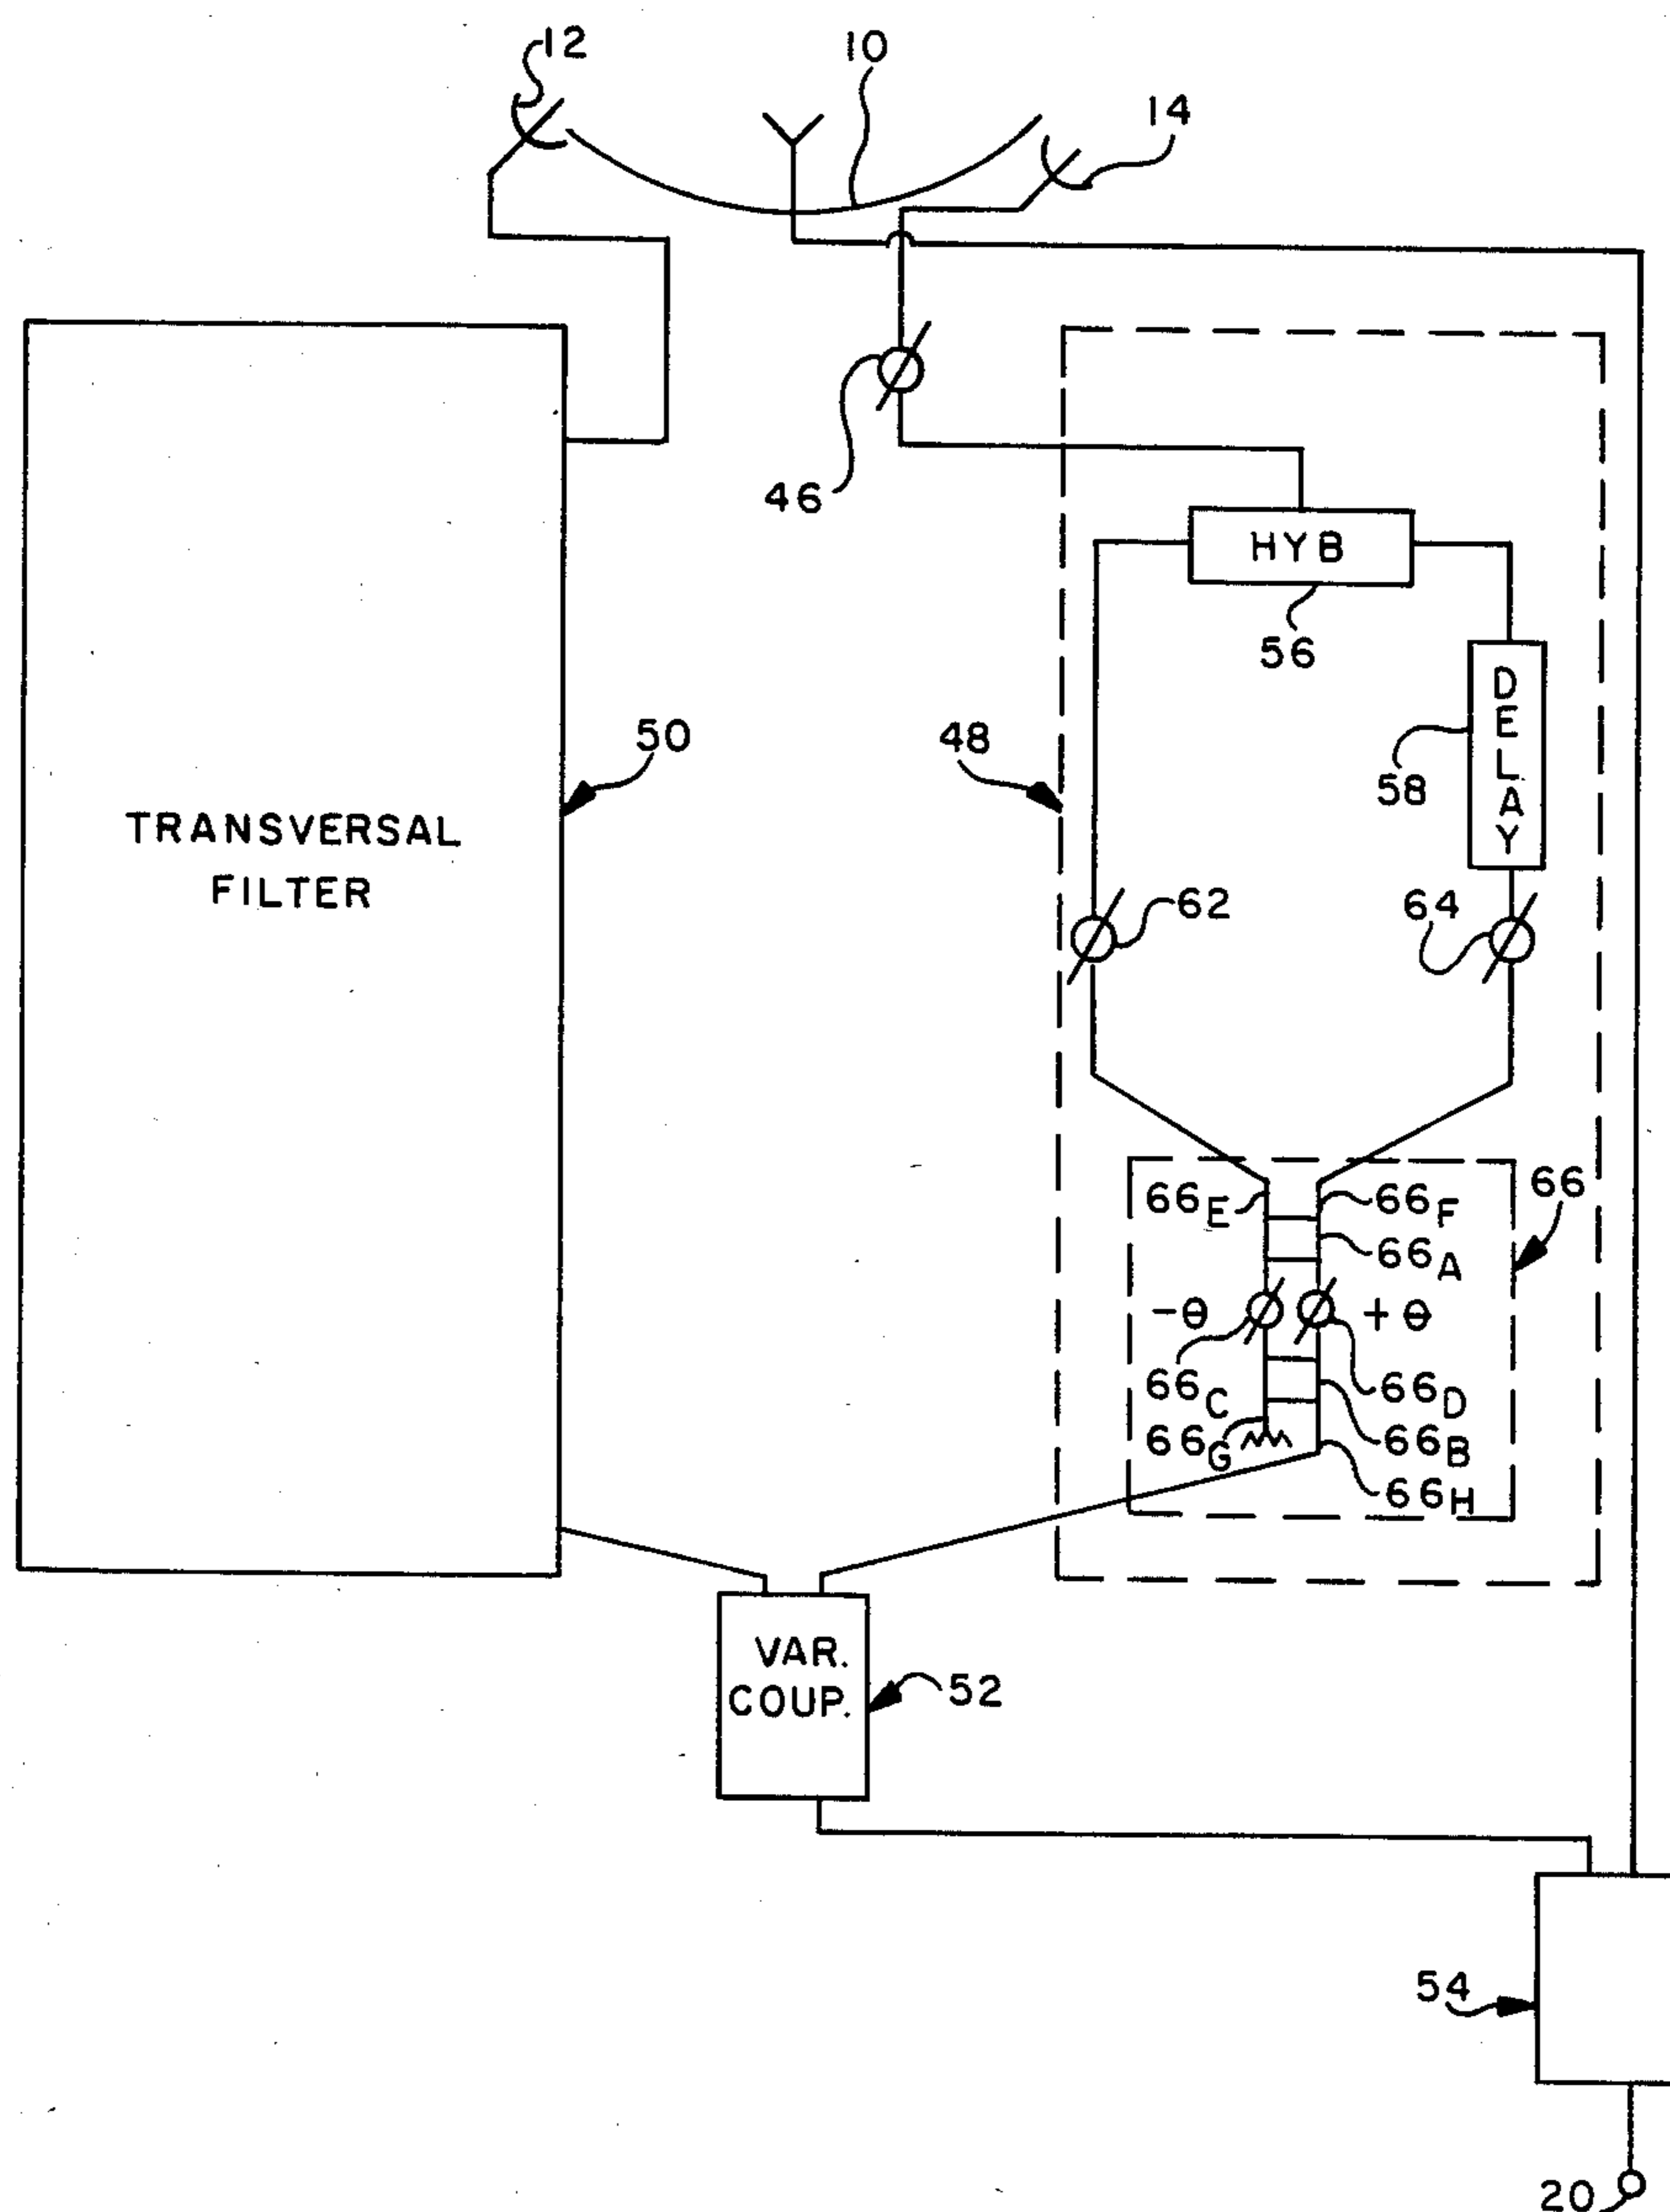 12
10
14
46
HYB
56
DELAY
58
50
48
TRANSVERSAL
FILTER
62
64
66
66E
66F
66A
-θ
+θ
66C
66D
66G
66B
66H
VAR.
COUP.
52
54
20